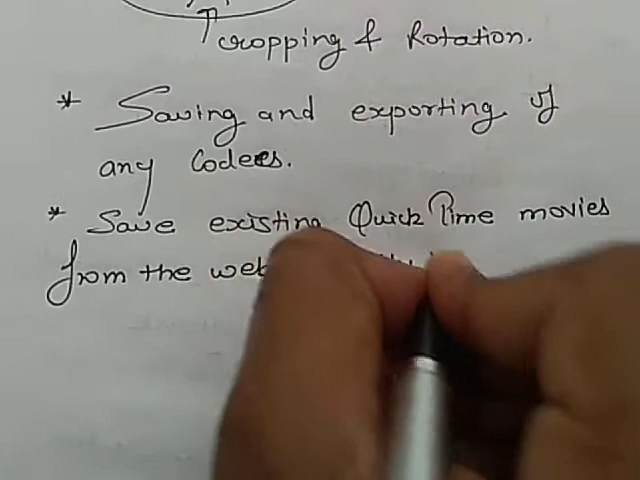 cropping & Rotation.
* Saving and exporting of
any Codecs.
* Save existing QuickTime movies
from the web